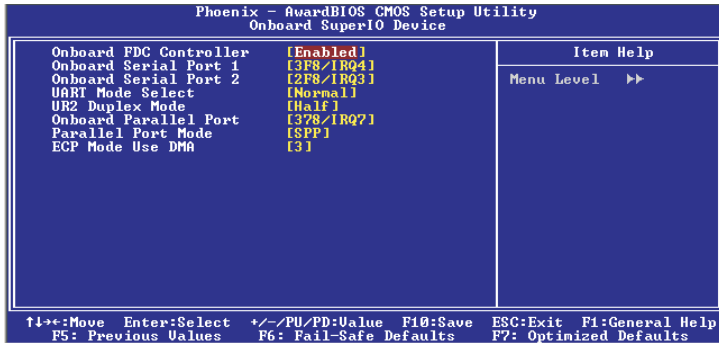 Phoenix - AwardBIOS CMOS Setup Utility
Onboard SuperIO Device
Onboard FDC Controller [Enabled]
Onboard Serial Port 1 [3F8/IRQ4]
Onboard Serial Port 2 [2F8/IRQ3]
UART Mode Select [Normal]
UR2 Duplex Mode [Half]
Onboard Parallel Port [378/IRQ7]
Parallel Port Mode [SPP]
ECP Mode Use DMA [3]
Item Help
Menu Level ►►
↑↓→←:Move Enter:Select +/-/PU/PD:Value F10:Save ESC:Exit F1:General Help
F5: Previous Values F6: Fail-Safe Defaults F7: Optimized Defaults